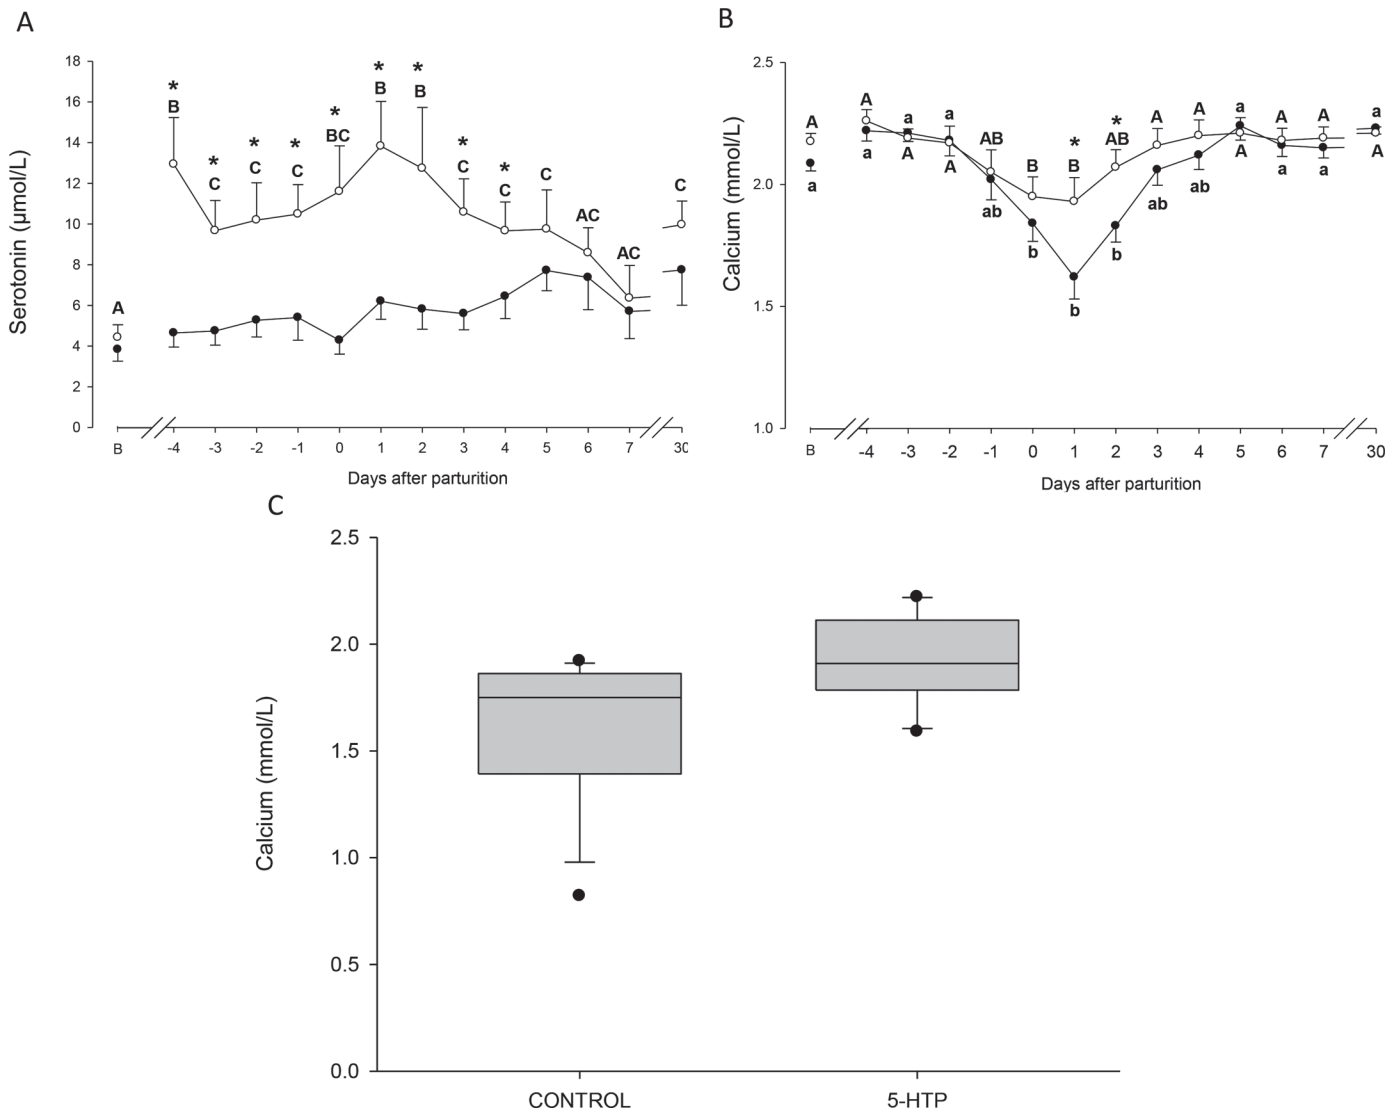 A
B
18
16
14
12
10
8
6
4
2
0
Serotonin (µmol/L)
* * * * * * * * *
B C C C BC B B C C C AC AC C
A
B -4 -3 -2 -1 0 1 2 3 4 5 6 7 30
Days after parturition
2.5
2.0
1.5
1.0
Calcium (mmol/L)
* *
A A a a AB B B AB A A a A A a
a a A A ab b b b ab ab A a a A
B -4 -3 -2 -1 0 1 2 3 4 5 6 7 30
Days after parturition
C
2.5
2.0
1.5
1.0
0.5
0.0
Calcium (mmol/L)
CONTROL 5-HTP